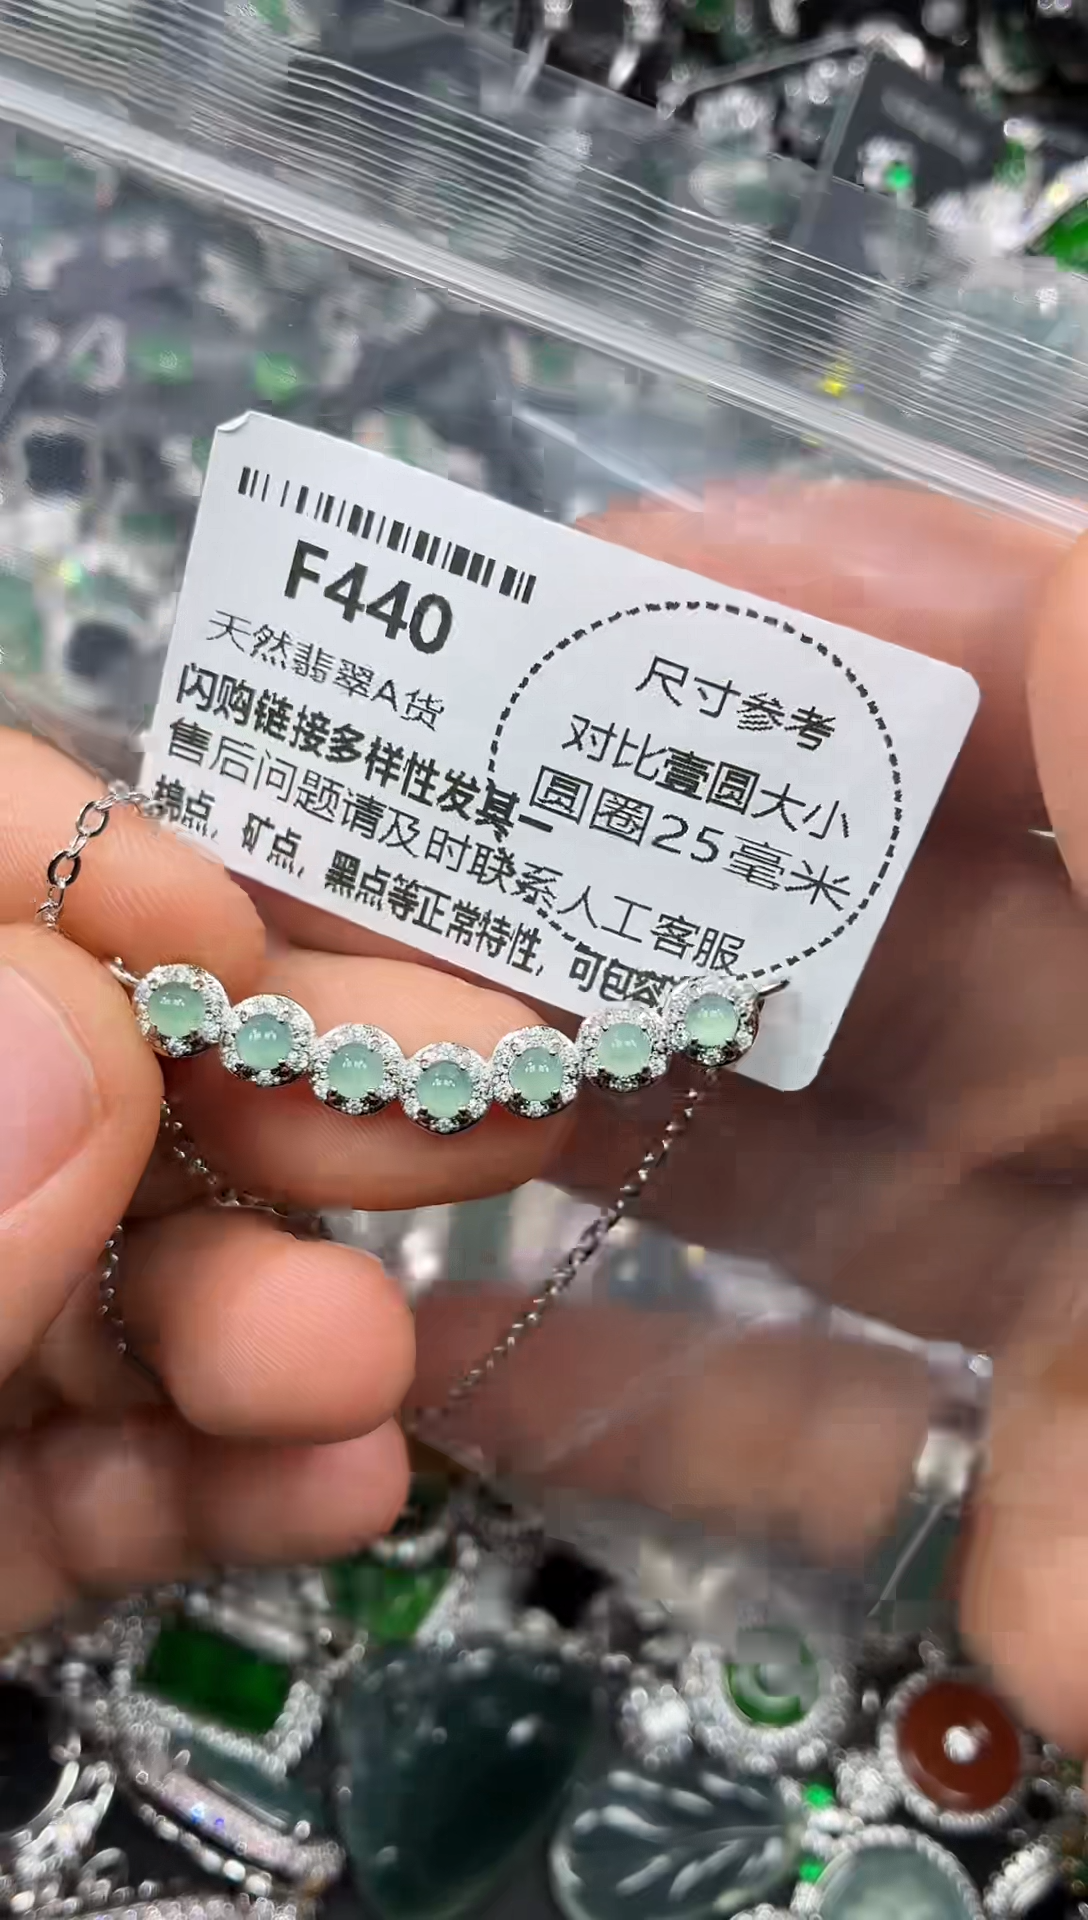 F440
天然翡翠A货
闪购链接多样性发其一
售后问题请及时联系人工客服
棉点，矿点，黑点等正常特性，可包容
尺寸参考
对比壹圆大小
圆圈25毫米